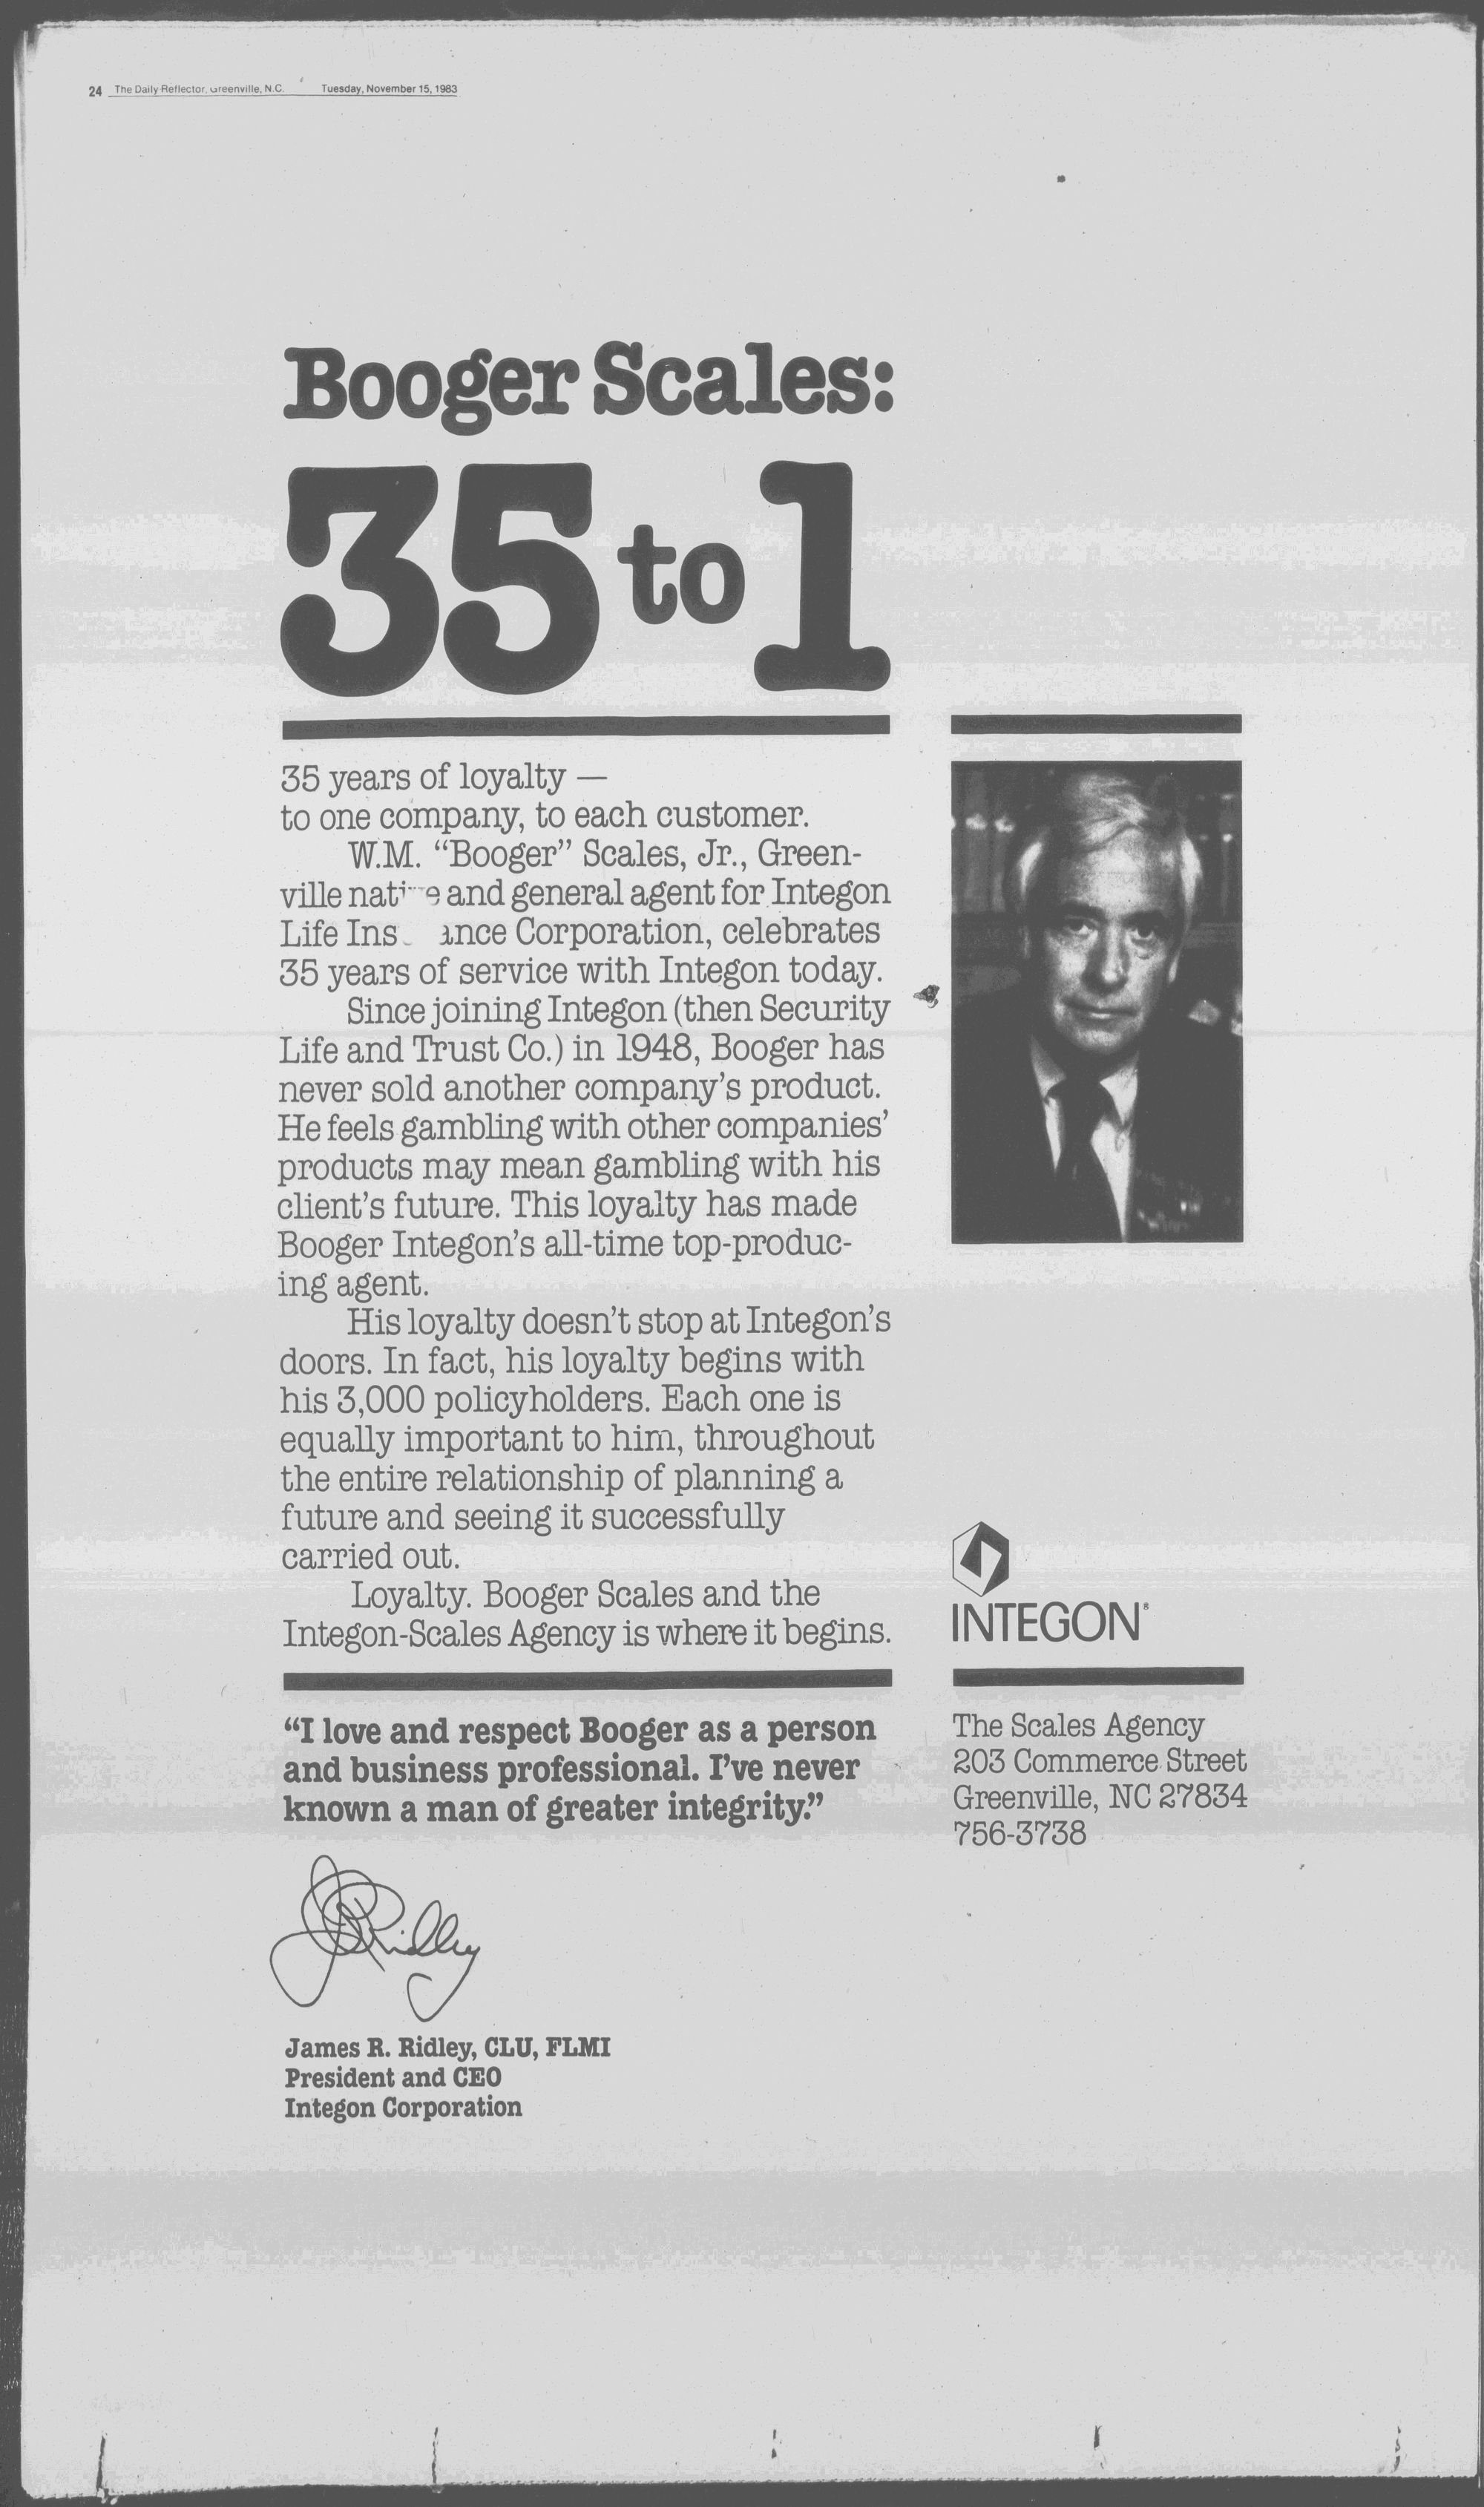 24 The Daily Reflector, Greenville, N.C. Tuesday, November 15, 1983
Booger Scales:
35 to 1
35 years of loyalty —
to one company, to each customer.
W.M. “Booger” Scales, Jr., Green-
ville native and general agent for Integon
Life Insurance Corporation, celebrates
35 years of service with Integon today.
Since joining Integon (then Security
Life and Trust Co.) in 1948, Booger has
never sold another company’s product.
He feels gambling with other companies’
products may mean gambling with his
client’s future. This loyalty has made
Booger Integon’s all-time top-produc-
ing agent.
His loyalty doesn’t stop at Integon’s
doors. In fact, his loyalty begins with
his 3,000 policyholders. Each one is
equally important to him, throughout
the entire relationship of planning a
future and seeing it successfully
carried out.
Loyalty. Booger Scales and the
Integon-Scales Agency is where it begins.
“I love and respect Booger as a person
and business professional. I’ve never
known a man of greater integrity.”
J R Ridley
James R. Ridley, CLU, FLMI
President and CEO
Integon Corporation
INTEGON®
The Scales Agency
203 Commerce Street
Greenville, NC 27834
756-3738